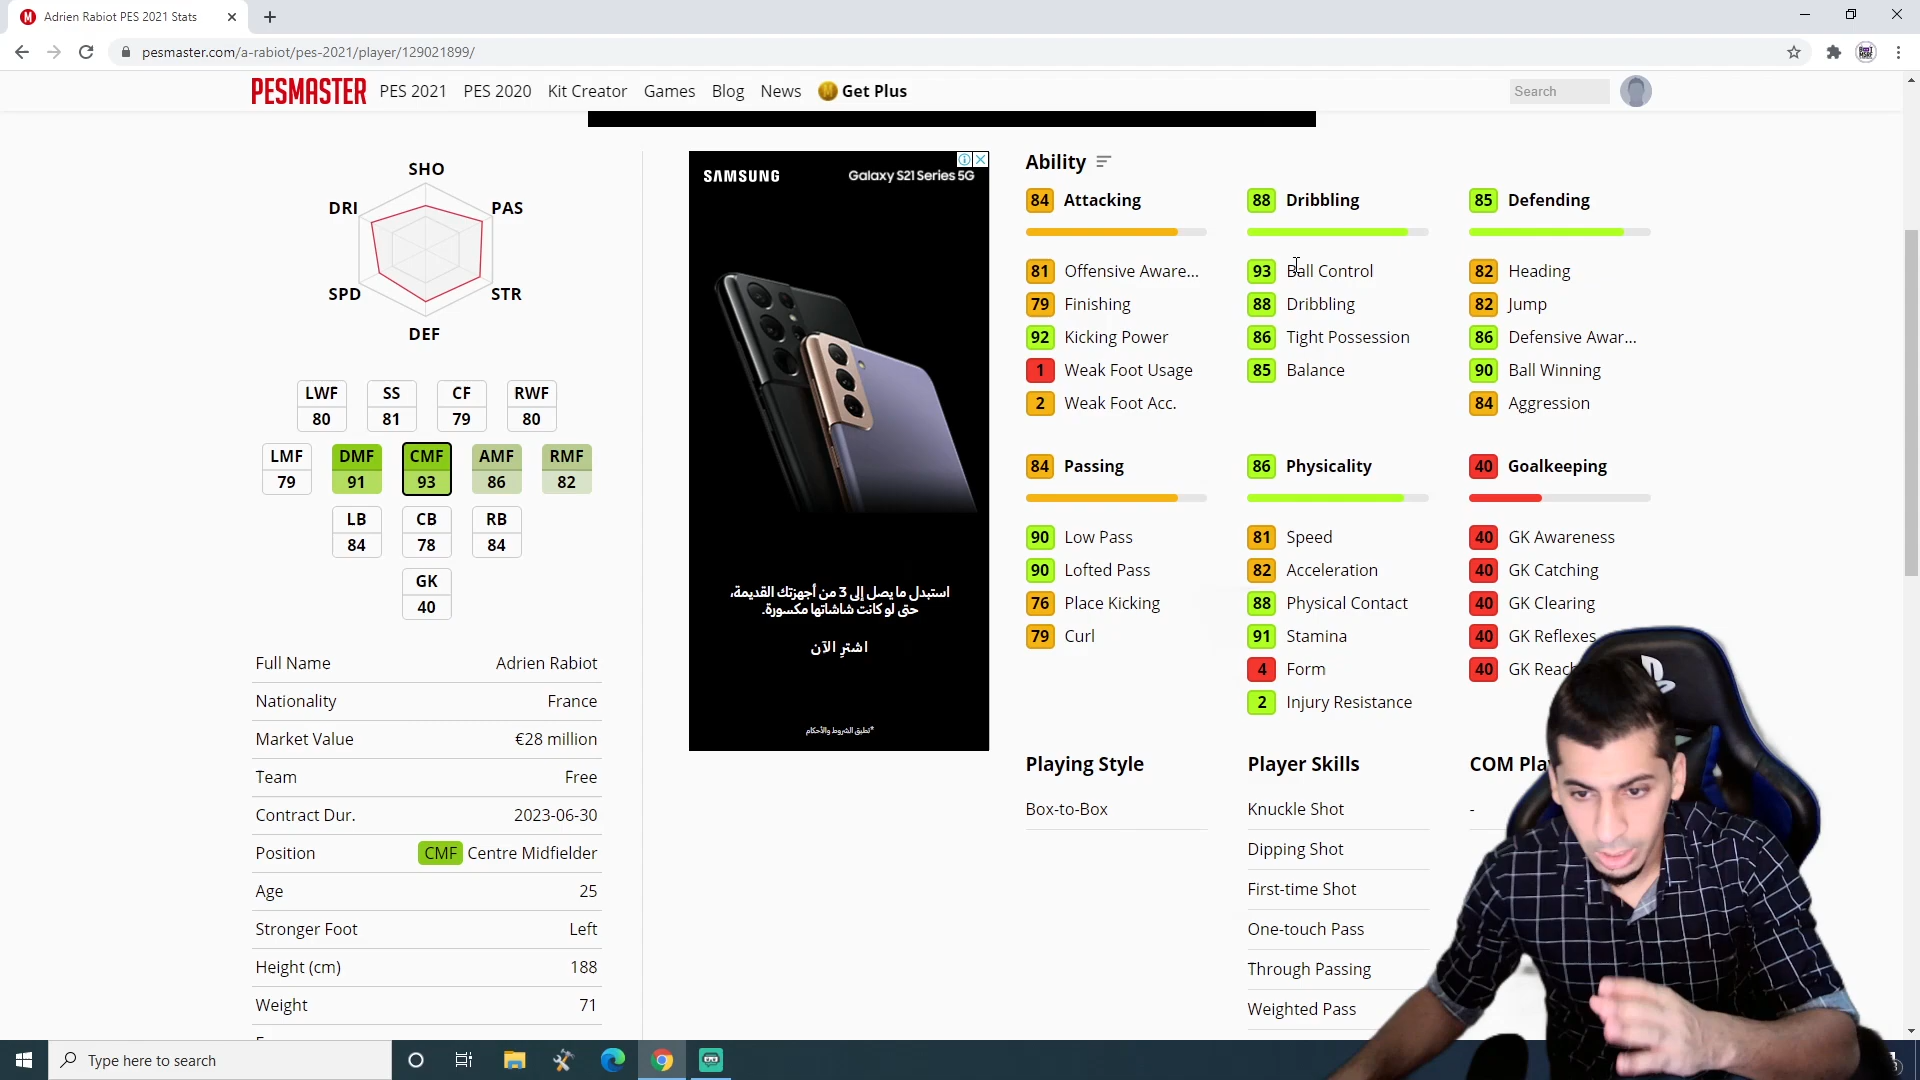 Adrien Rabiot PES 2021 Stats
pesmaster.com/a-rabiot/pes-2021/player/129021899/
PESMASTER PES 2021 PES 2020 Kit Creator Games Blog News Get Plus Search
SHO
DRI PAS
SPD STR
DEF
LWF SS CF RWF
80 81 79 80
LMF DMF CMF AMF RMF
79 91 93 86 82
LB CB RB
84 78 84
GK
40
Full Name Adrien Rabiot
Nationality France
Market Value €28 million
Team Free
Contract Dur. 2023-06-30
Position CMF Centre Midfielder
Age 25
Stronger Foot Left
Height (cm) 188
Weight 71
SAMSUNG Galaxy S21 Series 5G
استبدل ما يصل إلى 3 من أجهزتك القديمة،
حتى لو كانت شاشاتها مكسورة.
اشترِ الآن
*تطبق الشروط والأحكام
Ability
84 Attacking
81 Offensive Aware...
79 Finishing
92 Kicking Power
1 Weak Foot Usage
2 Weak Foot Acc.
88 Dribbling
93 Ball Control
88 Dribbling
86 Tight Possession
85 Balance
85 Defending
82 Heading
82 Jump
86 Defensive Awar...
90 Ball Winning
84 Aggression
84 Passing
90 Low Pass
90 Lofted Pass
76 Place Kicking
79 Curl
86 Physicality
81 Speed
82 Acceleration
88 Physical Contact
91 Stamina
4 Form
2 Injury Resistance
40 Goalkeeping
40 GK Awareness
40 GK Catching
40 GK Clearing
40 GK Reflexes
40 GK Reac
Playing Style
Box-to-Box
Player Skills
Knuckle Shot
Dipping Shot
First-time Shot
One-touch Pass
Through Passing
Weighted Pass
COM Pla
-
Type here to search